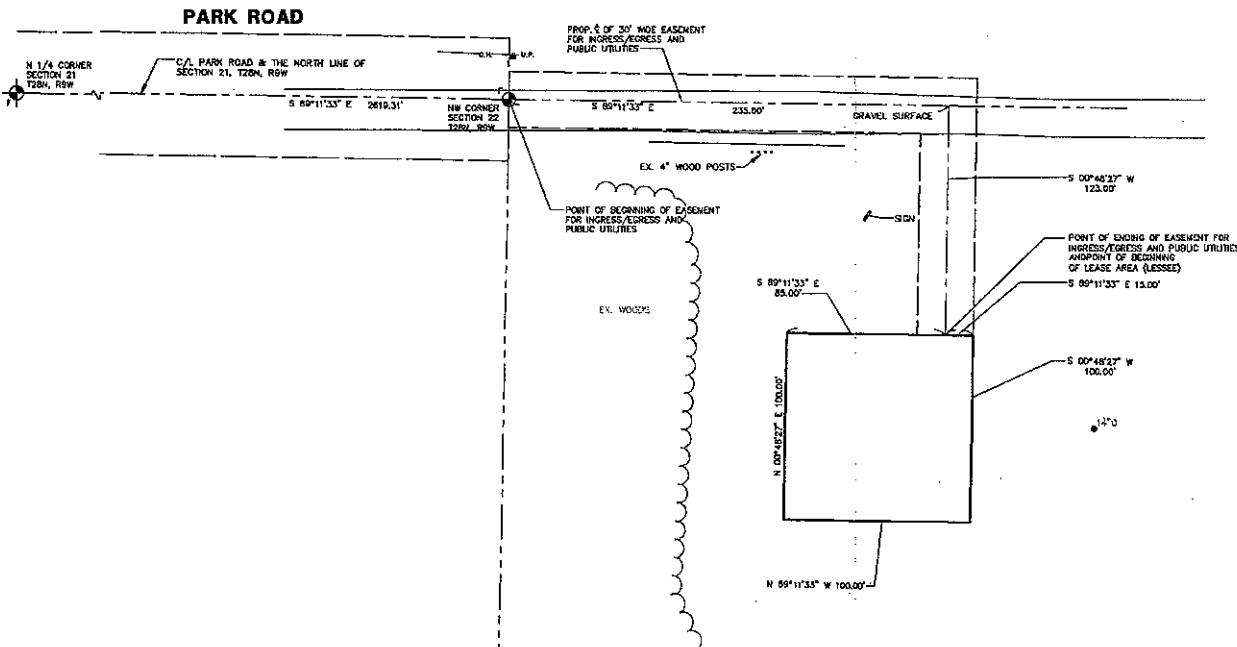 PARK ROAD
N 1/4 CORNER
SECTION 21
T28N, R9W
C/L PARK ROAD & THE NORTH LINE OF
SECTION 21, T28N, R9W
O.H.
U.P.
PROP. ℄ OF 30' WIDE EASEMENT
FOR INGRESS/EGRESS AND
PUBLIC UTILITIES
S 89°11'33" E 2619.31'
NW CORNER
SECTION 22
T28N, R9W
S 89°11'33" E
235.00'
GRAVEL SURFACE
EX. 4" WOOD POSTS
S 00°48'27" W
123.00'
POINT OF BEGINNING OF EASEMENT
FOR INGRESS/EGRESS AND
PUBLIC UTILITIES
SIGN
POINT OF ENDING OF EASEMENT FOR
INGRESS/EGRESS AND PUBLIC UTILITIES
ANDPOINT OF BEGINNING
OF LEASE AREA (LESSEE)
S 89°11'33" E
85.00'
S 89°11'33" E 15.00'
EX. WOODS
S 00°48'27" W
100.00'
N 00°48'27" E 100.00'
14"O
N 89°11'33" W 100.00'